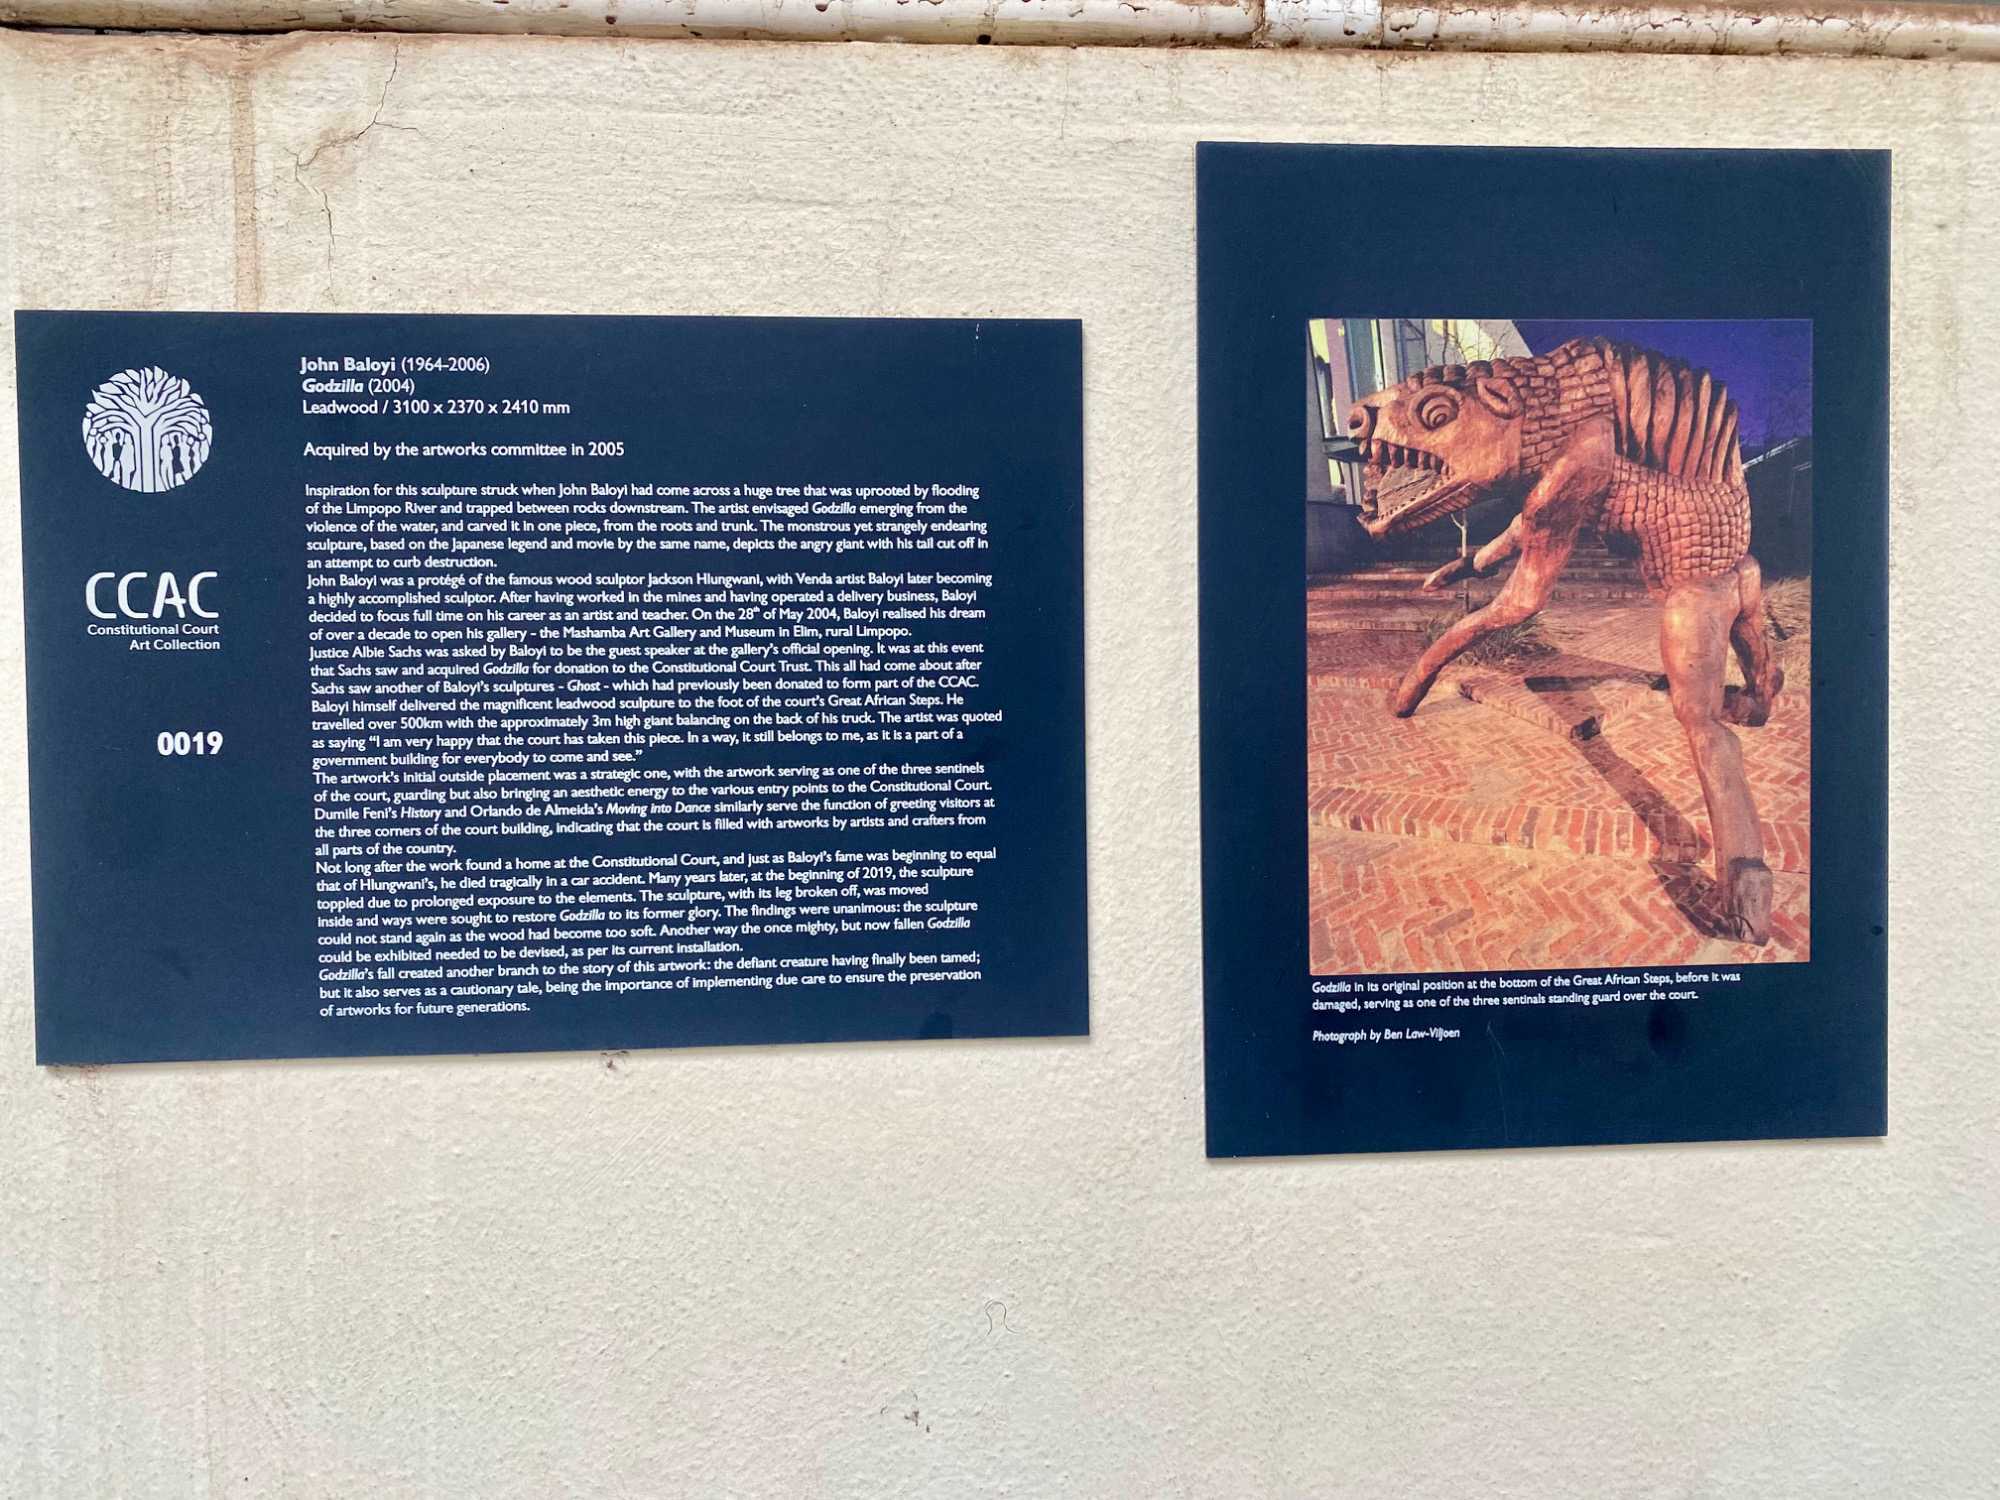 John Baloyi (1964-2006)
Godzilla (2004)
Leadwood / 3100 x 2370 x 2410 mm
Acquired by the artworks committee in 2005
Inspiration for this sculpture struck when John Baloyi had come across a huge tree that was uprooted by flooding
of the Limpopo River and trapped between rocks downstream. The artist envisaged Godzilla emerging from the
violence of the water, and carved it in one piece, from the roots and trunk. The monstrous yet strangely endearing
sculpture, based on the Japanese legend and movie by the same name, depicts the angry giant with his tail cut off in
an attempt to curb destruction.
John Baloyi was a protégé of the famous wood sculptor Jackson Hlungwani, with Venda artist Baloyi later becoming
a highly accomplished sculptor. After having worked in the mines and having operated a delivery business, Baloyi
decided to focus full time on his career as an artist and teacher. On the 28th of May 2004, Baloyi realised his dream
of over a decade to open his gallery - the Mashamba Art Gallery and Museum in Elim, rural Limpopo.
Justice Albie Sachs was asked by Baloyi to be the guest speaker at the gallery's official opening. It was at this event
that Sachs saw and acquired Godzilla for donation to the Constitutional Court Trust. This all had come about after
Sachs saw another of Baloyi's sculptures - Ghost - which had previously been donated to form part of the CCAC.
Baloyi himself delivered the magnificent leadwood sculpture to the foot of the court's Great African Steps. He
travelled over 500km with the approximately 3m high giant balancing on the back of his truck. The artist was quoted
as saying "I am very happy that the court has taken this piece. In a way, it still belongs to me, as it is a part of a
government building for everybody to come and see."
The artwork's initial outside placement was a strategic one, with the artwork serving as one of the three sentinels
of the court, guarding but also bringing an aesthetic energy to the various entry points to the Constitutional Court.
Dumile Feni's History and Orlando de Almeida's Moving into Dance similarly serve the function of greeting visitors at
the three corners of the court building, indicating that the court is filled with artworks by artists and crafters from
all parts of the country.
Not long after the work found a home at the Constitutional Court, and just as Baloyi's fame was beginning to equal
that of Hlungwani's, he died tragically in a car accident. Many years later, at the beginning of 2019, the sculpture
toppled due to prolonged exposure to the elements. The sculpture, with its leg broken off, was moved
inside and ways were sought to restore Godzilla to its former glory. The findings were unanimous: the sculpture
could not stand again as the wood had become too soft. Another way the once mighty, but now fallen Godzilla
could be exhibited needed to be devised, as per its current installation.
Godzilla's fall created another branch to the story of this artwork: the defiant creature having finally been tamed;
but it also serves as a cautionary tale, being the importance of implementing due care to ensure the preservation
of artworks for future generations.
CCAC
Constitutional Court
Art Collection
0019
Godzilla in its original position at the bottom of the Great African Steps, before it was
damaged, serving as one of the three sentinals standing guard over the court.
Photograph by Ben Law-Viljoen